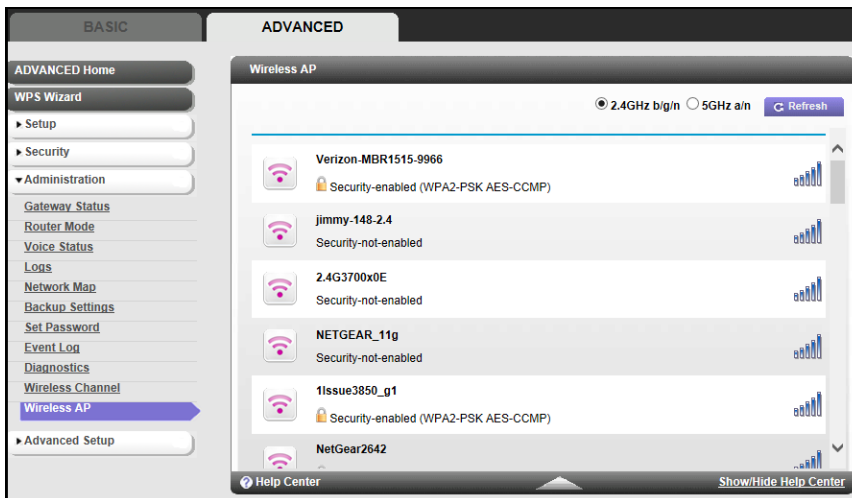 BASIC
ADVANCED
ADVANCED Home
WPS Wizard
Setup
Security
Administration
Gateway Status
Router Mode
Voice Status
Logs
Network Map
Backup Settings
Set Password
Event Log
Diagnostics
Wireless Channel
Wireless AP
Advanced Setup
Wireless AP
2.4GHz b/g/n 5GHz a/n Refresh
Verizon-MBR1515-9966
Security-enabled (WPA2-PSK AES-CCMP)
jimmy-148-2.4
Security-not-enabled
2.4G3700x0E
Security-not-enabled
NETGEAR_11g
Security-not-enabled
1Issue3850_g1
Security-enabled (WPA2-PSK AES-CCMP)
NetGear2642
Help Center Show/Hide Help Center